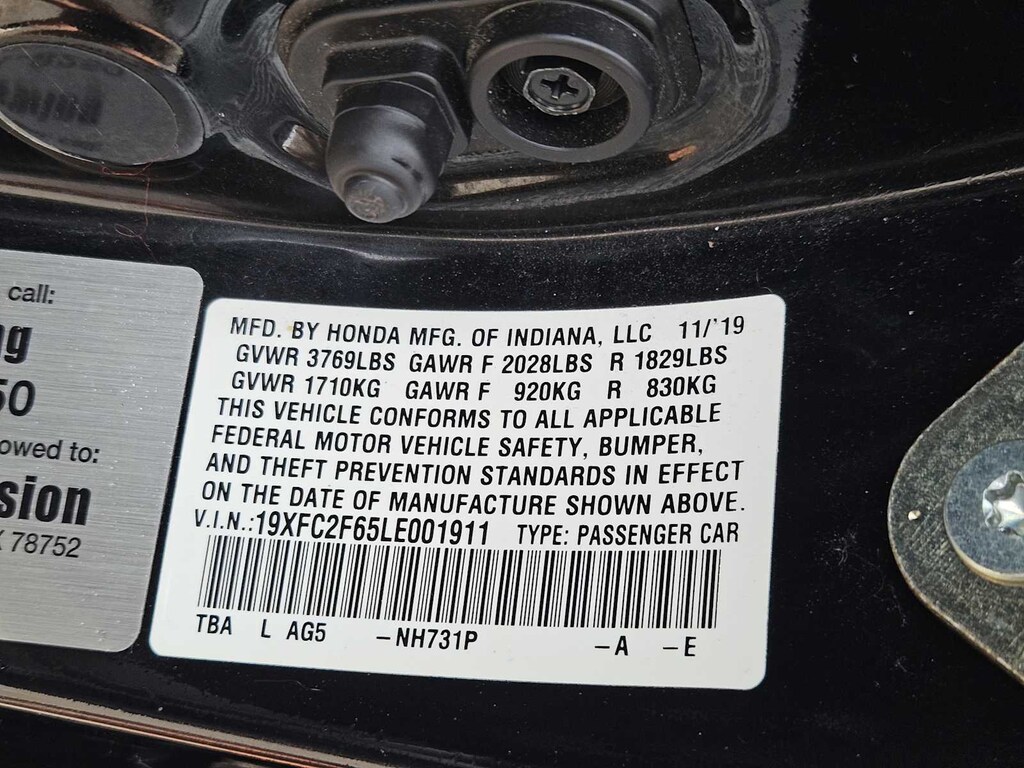 call:
ng
50
owed to:
sion
78752
MFD. BY HONDA MFG. OF INDIANA, LLC 11/'19
GVWR 3769LBS GAWR F 2028LBS R 1829LBS
GVWR 1710KG GAWR F 920KG R 830KG
THIS VEHICLE CONFORMS TO ALL APPLICABLE
FEDERAL MOTOR VEHICLE SAFETY, BUMPER,
AND THEFT PREVENTION STANDARDS IN EFFECT
ON THE DATE OF MANUFACTURE SHOWN ABOVE.
V.I.N.:19XFC2F65LE001911 TYPE: PASSENGER CAR
TBA L AG5 -NH731P -A -E